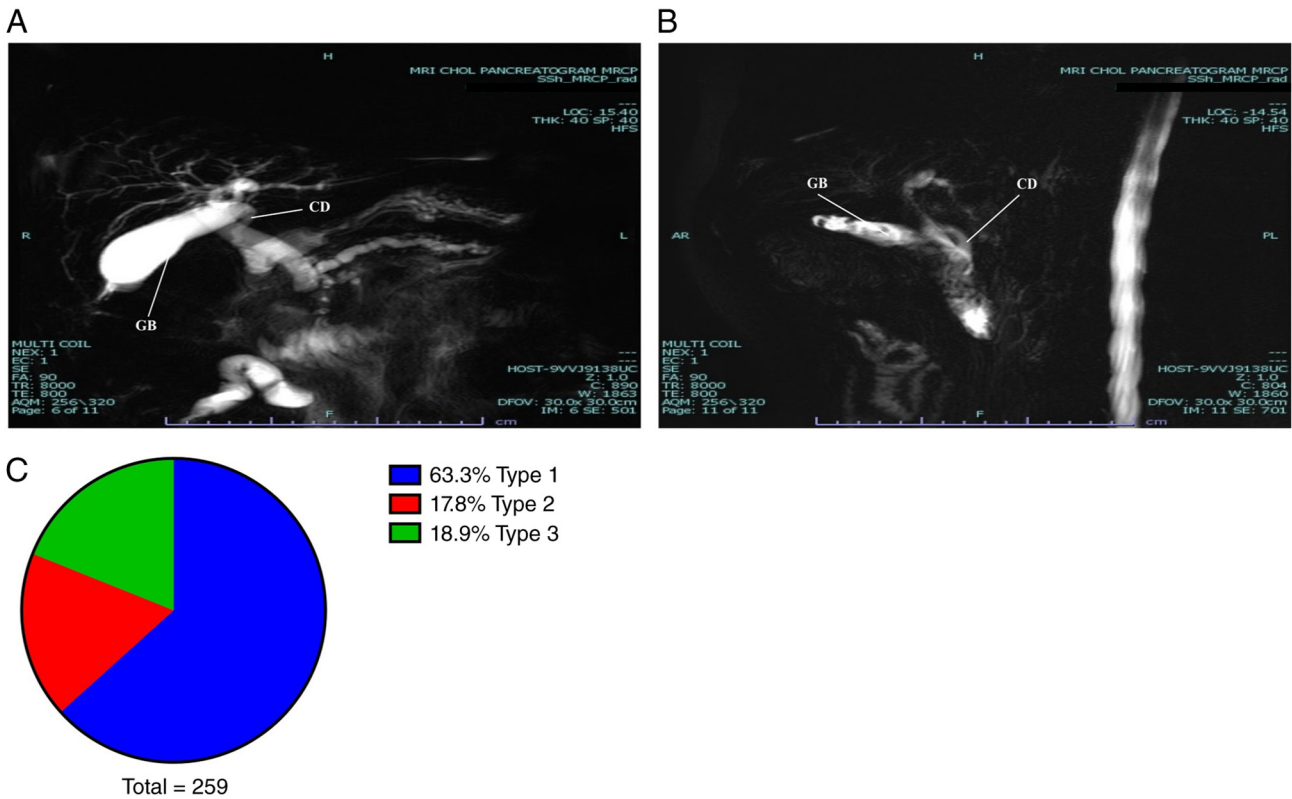 A
H
MRI CHOL PANCREATOGRAM MRCP
SSh_MRCP_rad
---
LOC: 15.40
THK: 40 SP: 40
HFS
CD
R
L
GB
MULTI COIL
NEX: 1
EC: 1
SE
FA: 90
TR: 8000
TE: 800
AQM: 256\320
Page: 6 of 11
---
---
HOST-9VVJ9138UC
Z: 1.0
C: 890
W: 1863
DFOV: 30.0x 30.0cm
IM: 6 SE: 501
F
cm
B
H
MRI CHOL PANCREATOGRAM MRCP
SSh_MRCP_rad
---
LOC: -14.54
THK: 40 SP: 40
HFS
GB
CD
AR
PL
MULTI COIL
NEX: 1
EC: 1
SE
FA: 90
TR: 8000
TE: 800
AQM: 256\320
Page: 11 of 11
---
---
HOST-9VVJ9138UC
Z: 1.0
C: 804
W: 1860
DFOV: 30.0x 30.0cm
IM: 11 SE: 701
F
cm
C
63.3% Type 1
17.8% Type 2
18.9% Type 3
Total = 259